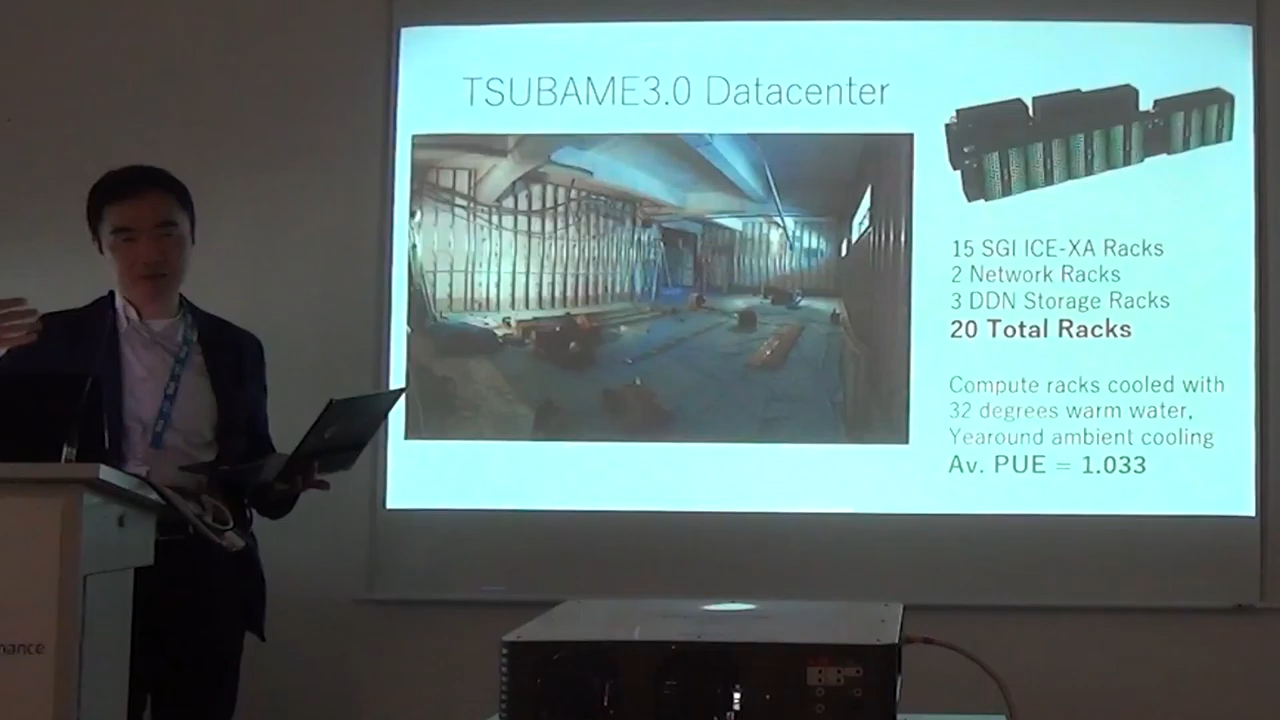 TSUBAME3.0 Datacenter
15 SGI ICE-XA Racks
2 Network Racks
3 DDN Storage Racks
20 Total Racks
Compute racks cooled with
32 degrees warm water,
Yearound ambient cooling
Av. PUE = 1.033
mance